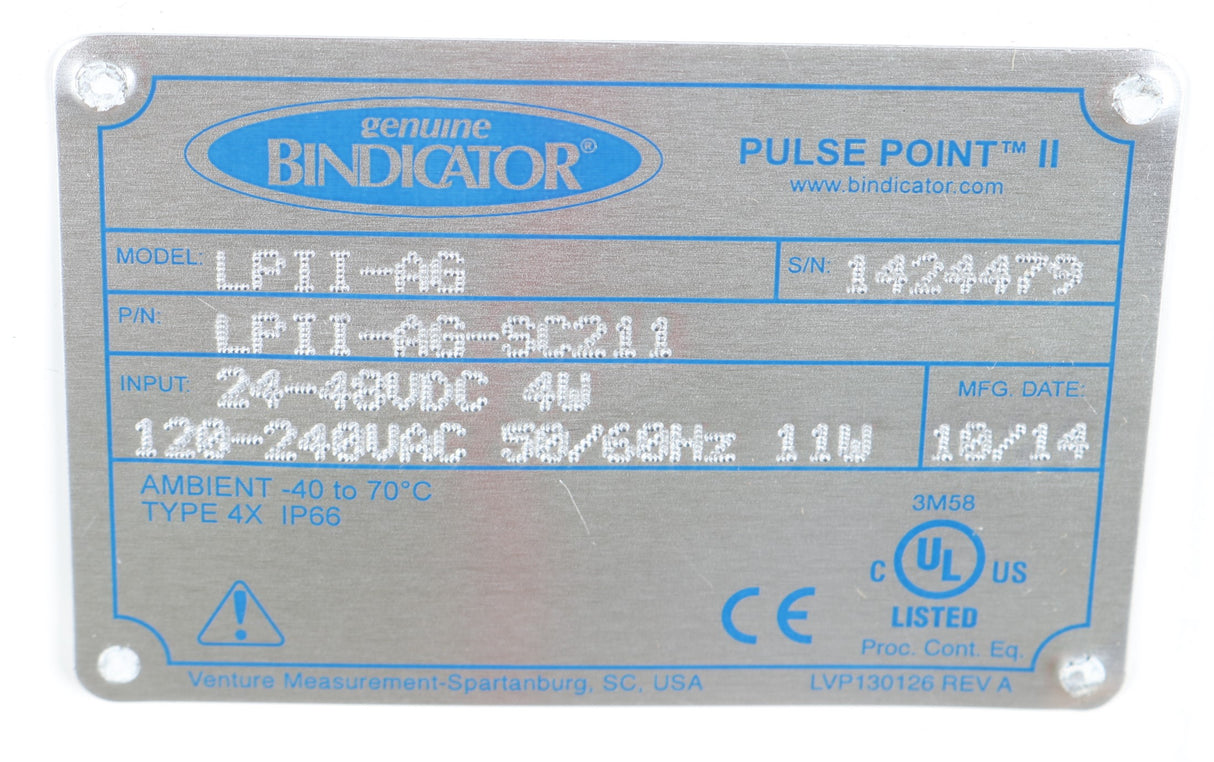 genuine
BINDICATOR®
PULSE POINT™ II
www.bindicator.com
MODEL: LPII-AG
S/N: 1424479
P/N: LPII-AG-SC211
INPUT: 24-48VDC 4W
MFG. DATE:
120-240VAC 50/60Hz 11W
10/14
AMBIENT -40 to 70°C
TYPE 4X IP66
3M58
C UL US
LISTED
Proc. Cont. Eq.
CE
Venture Measurement-Spartanburg, SC, USA
LVP130126 REV A